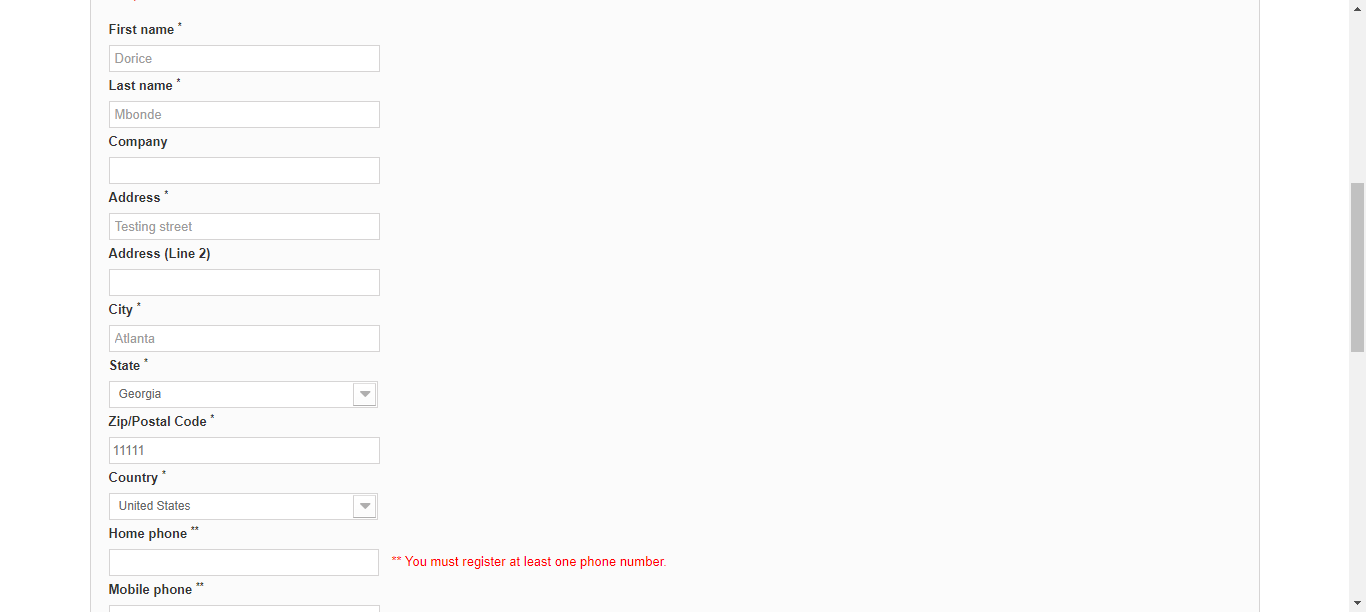 First name *
Dorice
Last name *
Mbonde
Company
Address *
Testing street
Address (Line 2)
City *
Atlanta
State *
Georgia
Zip/Postal Code *
11111
Country *
United States
Home phone **
** You must register at least one phone number.
Mobile phone **